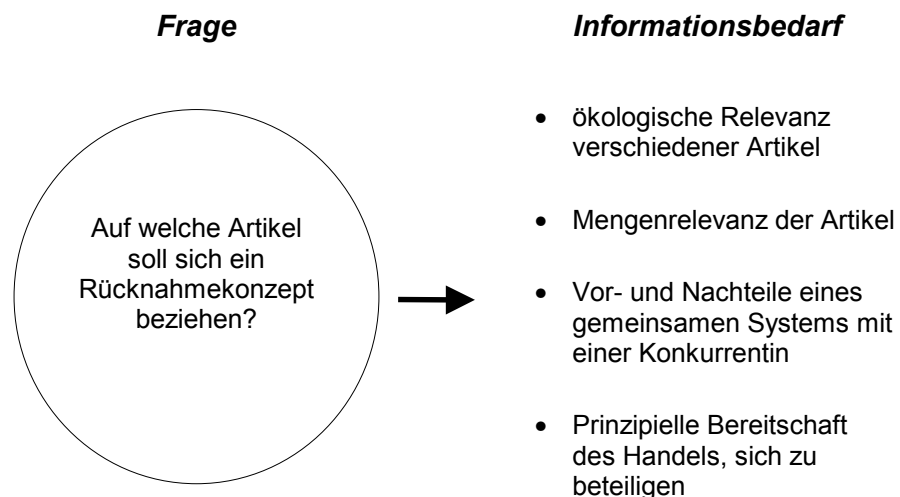 Frage
Informationsbedarf
Auf welche Artikel
soll sich ein
Rücknahmekonzept
beziehen?
• ökologische Relevanz
verschiedener Artikel
• Mengenrelevanz der Artikel
• Vor- und Nachteile eines
gemeinsamen Systems mit
einer Konkurrentin
• Prinzipielle Bereitschaft
des Handels, sich zu
beteiligen